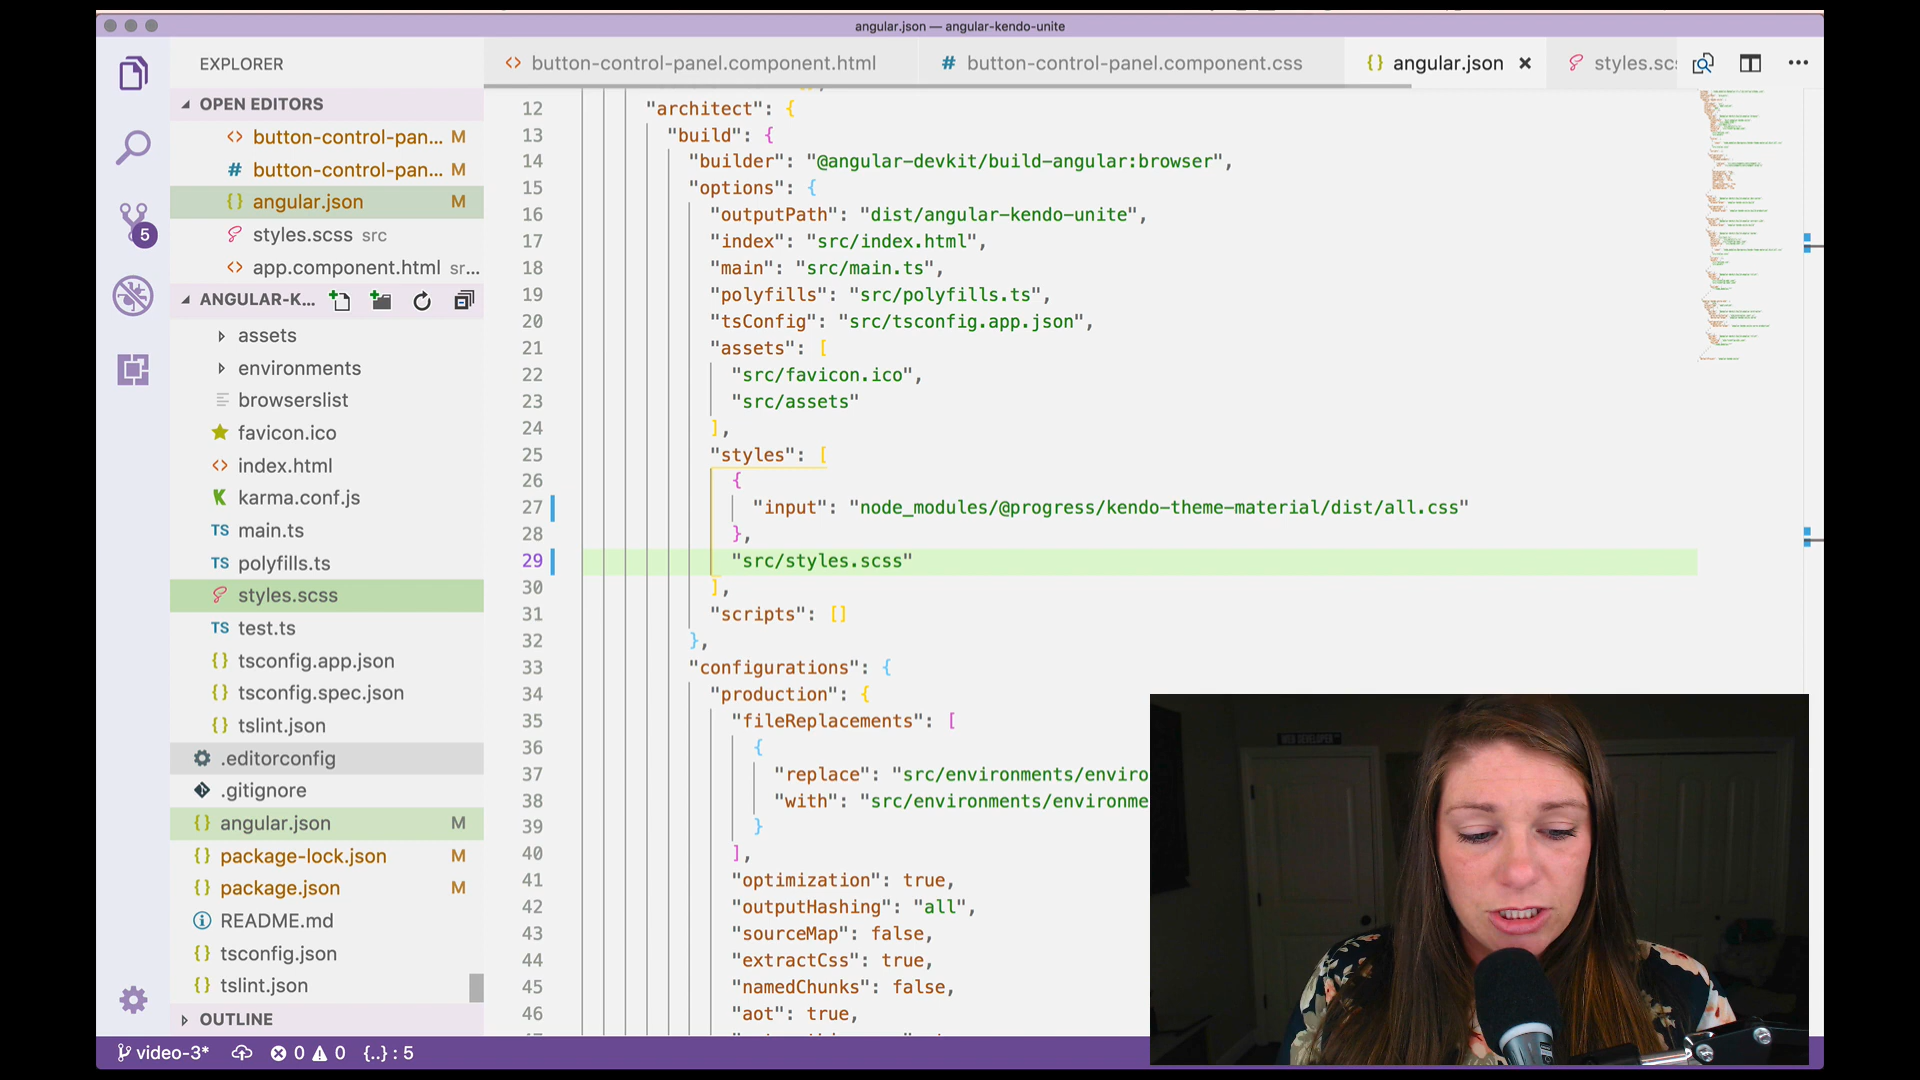 angular.json — angular-kendo-unite
EXPLORER
button-control-panel.component.html
# button-control-panel.component.css
{} angular.json
styles.sc
OPEN EDITORS
button-control-pan... M
# button-control-pan... M
{} angular.json M
styles.scss src
app.component.html sr...
ANGULAR-K...
assets
environments
browserslist
favicon.ico
index.html
karma.conf.js
TS main.ts
TS polyfills.ts
styles.scss
TS test.ts
{} tsconfig.app.json
{} tsconfig.spec.json
{} tslint.json
.editorconfig
.gitignore
{} angular.json M
{} package-lock.json M
{} package.json M
README.md
{} tsconfig.json
{} tslint.json
OUTLINE
5
12 "architect": {
13 "build": {
14 "builder": "@angular-devkit/build-angular:browser",
15 "options": {
16 "outputPath": "dist/angular-kendo-unite",
17 "index": "src/index.html",
18 "main": "src/main.ts",
19 "polyfills": "src/polyfills.ts",
20 "tsConfig": "src/tsconfig.app.json",
21 "assets": [
22 "src/favicon.ico",
23 "src/assets"
24 ],
25 "styles": [
26 {
27 "input": "node_modules/@progress/kendo-theme-material/dist/all.css"
28 },
29 "src/styles.scss"
30 ],
31 "scripts": []
32 },
33 "configurations": {
34 "production": {
35 "fileReplacements": [
36 {
37 "replace": "src/environments/enviro
38 "with": "src/environments/environme
39 }
40 ],
41 "optimization": true,
42 "outputHashing": "all",
43 "sourceMap": false,
44 "extractCss": true,
45 "namedChunks": false,
46 "aot": true,
WEB DEVELOPER
video-3* 0 0 {..} : 5